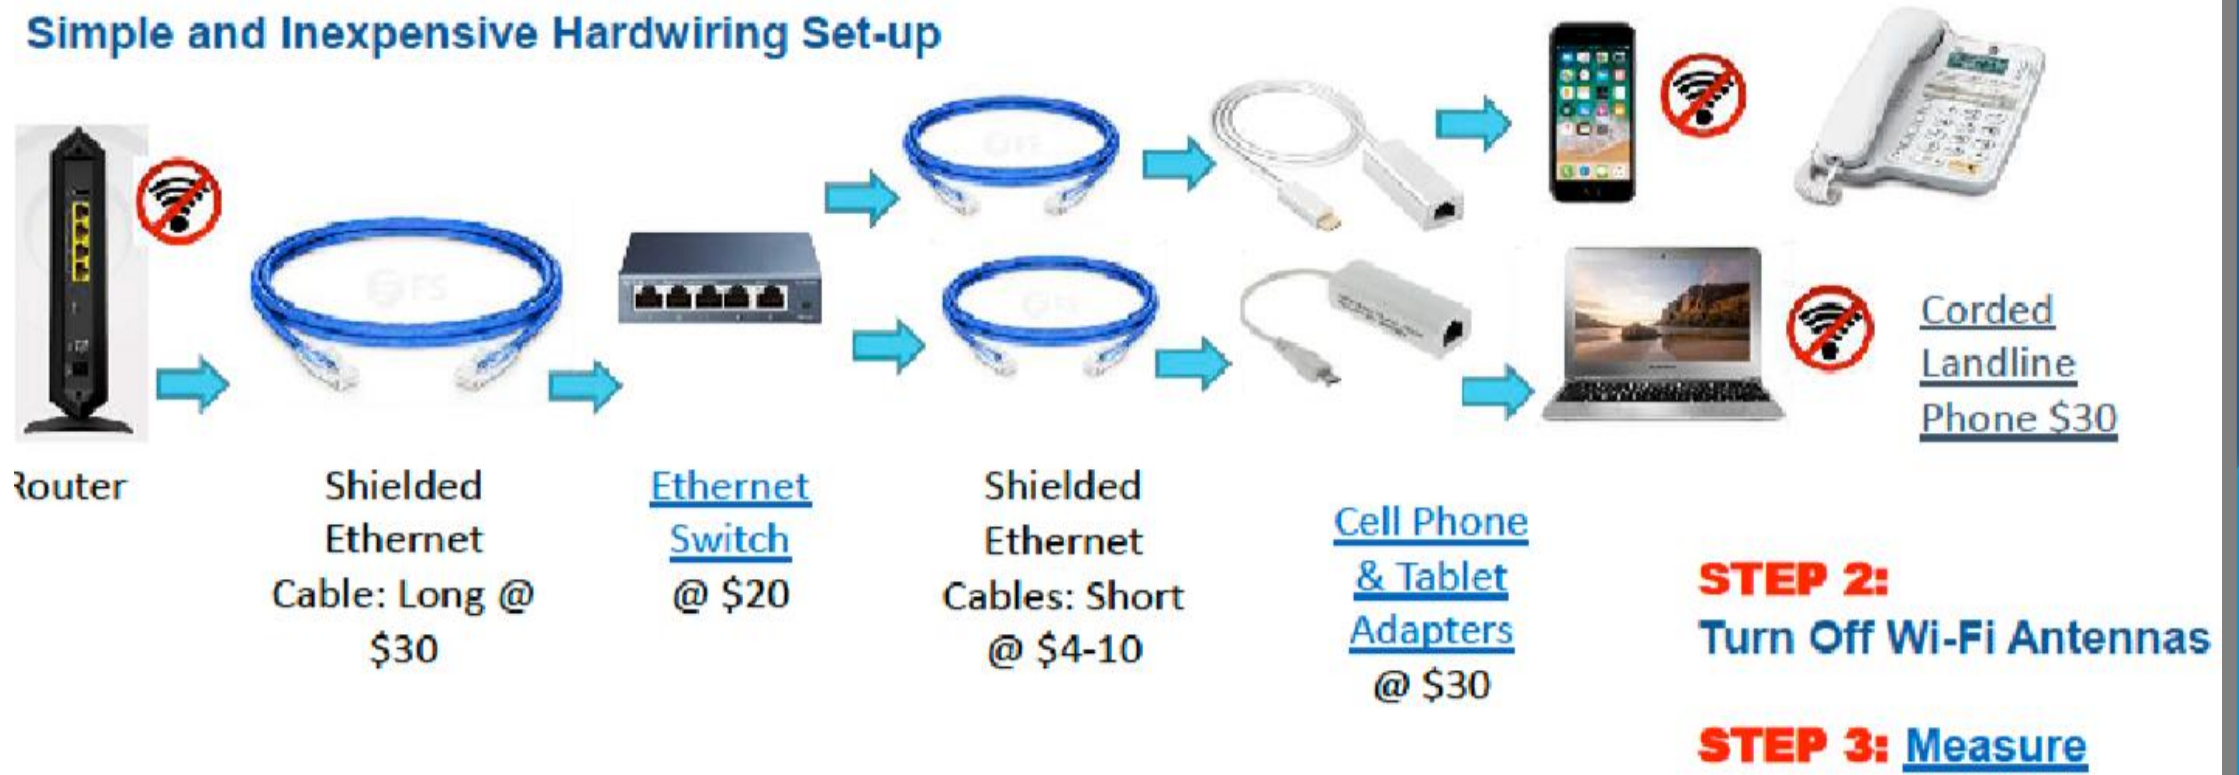 Simple and Inexpensive Hardwiring Set-up
FS
Corded
Landline
Phone $30
Router
Shielded
Ethernet
Cable: Long @
$30
Ethernet
Switch
@ $20
Shielded
Ethernet
Cables: Short
@ $4-10
Cell Phone
& Tablet
Adapters
@ $30
STEP 2:
Turn Off Wi-Fi Antennas
STEP 3: Measure